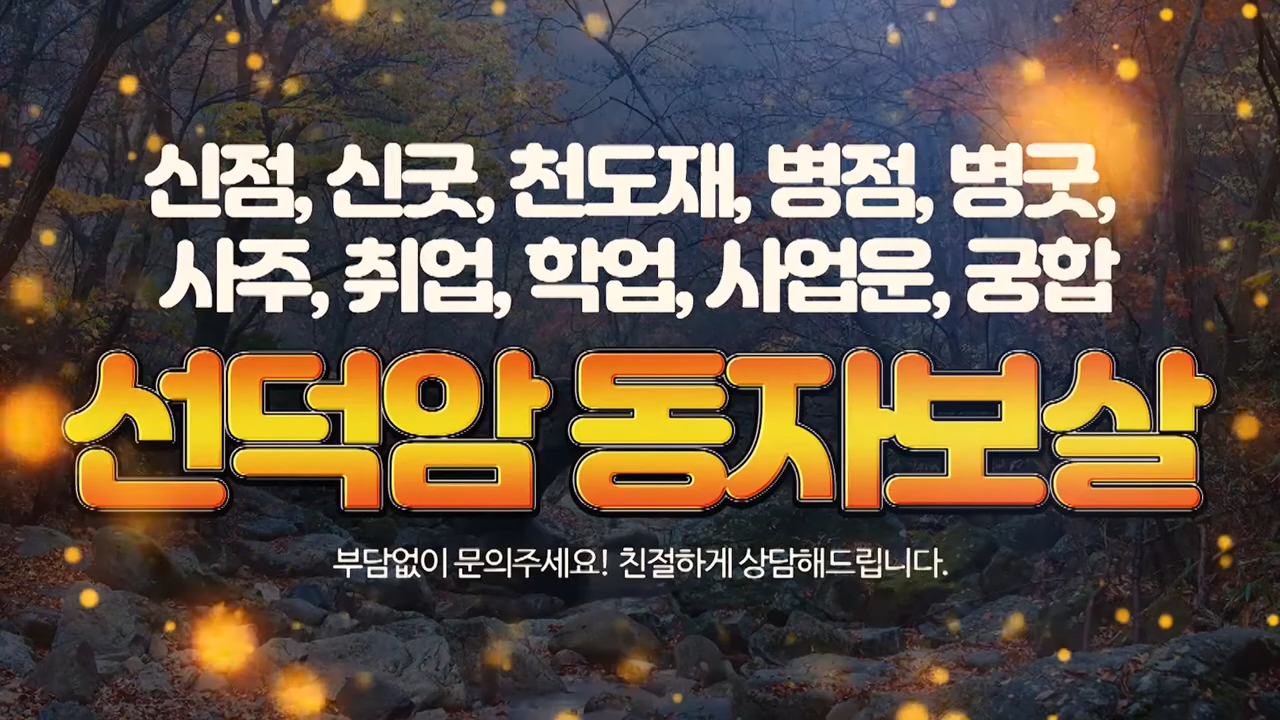 신점, 신굿, 천도재, 병점, 병굿,
사주, 취업, 학업, 사업운, 궁합
선덕암 동자보살
부담없이 문의주세요! 친절하게 상담해드립니다.